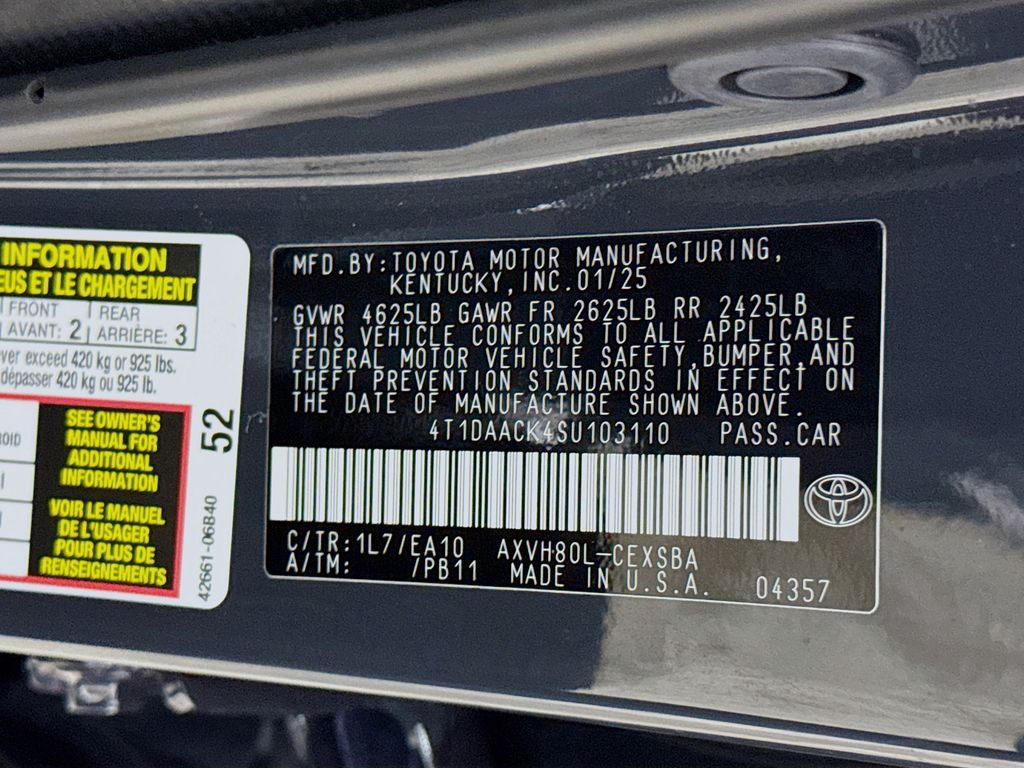 INFORMATION
EUS ET LE CHARGEMENT
FRONT REAR
AVANT: 2 ARRIÈRE: 3
ver exceed 420 kg or 925 lbs.
dépasser 420 kg ou 925 lb.
SEE OWNER'S
MANUAL FOR
ADDITIONAL
INFORMATION
VOIR LE MANUEL
DE L'USAGER
POUR PLUS DE
RENSEIGNEMENTS
52
42661-06B40
MFD.BY:TOYOTA MOTOR MANUFACTURING,
KENTUCKY,INC.01/25
GVWR 4625LB GAWR FR 2625LB RR 2425LB
THIS VEHICLE CONFORMS TO ALL APPLICABLE
FEDERAL MOTOR VEHICLE SAFETY,BUMPER,AND
THEFT PREVENTION STANDARDS IN EFFECT ON
THE DATE OF MANUFACTURE SHOWN ABOVE.
4T1DAACK4SU103110 PASS.CAR
C/TR:1L7/EA10 AXVH80L-CEXSBA
A/TM: /PB11 MADE IN U.S.A. 04357